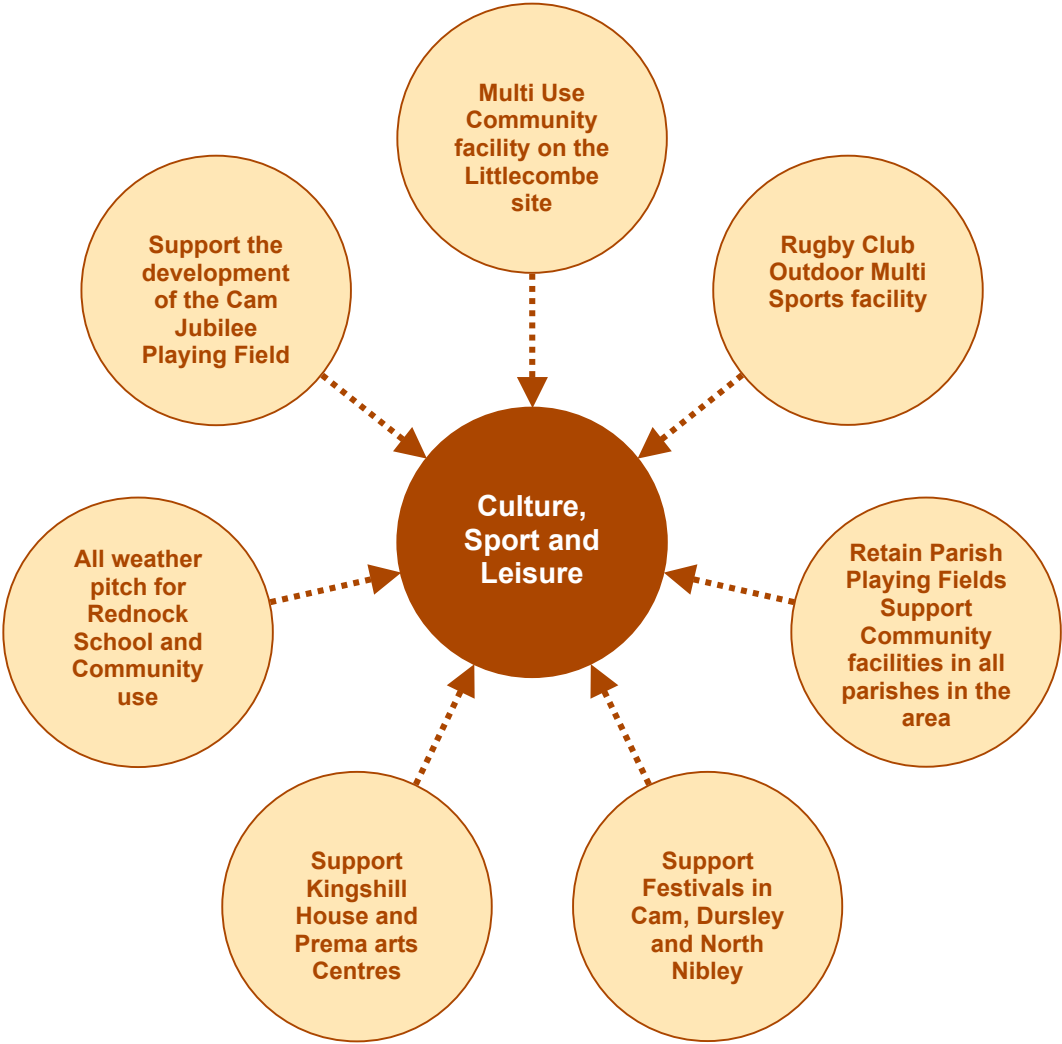 Multi Use
Community
facility on the
Littlecombe
site
Support the
development
of the Cam
Jubilee
Playing Field
Rugby Club
Outdoor Multi
Sports facility
Culture,
Sport and
Leisure
All weather
pitch for
Rednock
School and
Community
use
Retain Parish
Playing Fields
Support
Community
facilities in all
parishes in the
area
Support
Kingshill
House and
Prema arts
Centres
Support
Festivals in
Cam, Dursley
and North
Nibley